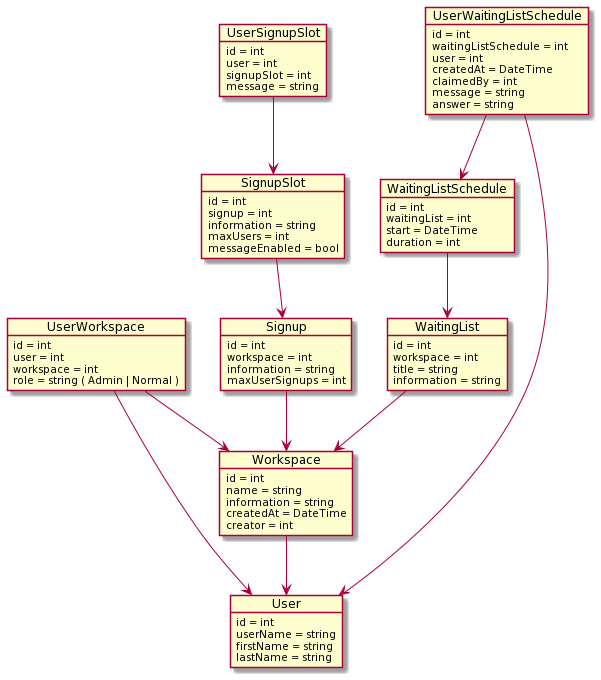 UserSignupSlot
id = int
user = int
signupSlot = int
message = string
UserWaitingListSchedule
id = int
waitingListSchedule = int
user = int
createdAt = DateTime
claimedBy = int
message = string
answer = string
SignupSlot
id = int
signup = int
information = string
maxUsers = int
messageEnabled = bool
WaitingListSchedule
id = int
waitingList = int
start = DateTime
duration = int
UserWorkspace
id = int
user = int
workspace = int
role = string ( Admin | Normal )
Signup
id = int
workspace = int
information = string
maxUserSignups = int
WaitingList
id = int
workspace = int
title = string
information = string
Workspace
id = int
name = string
information = string
createdAt = DateTime
creator = int
User
id = int
userName = string
firstName = string
lastName = string